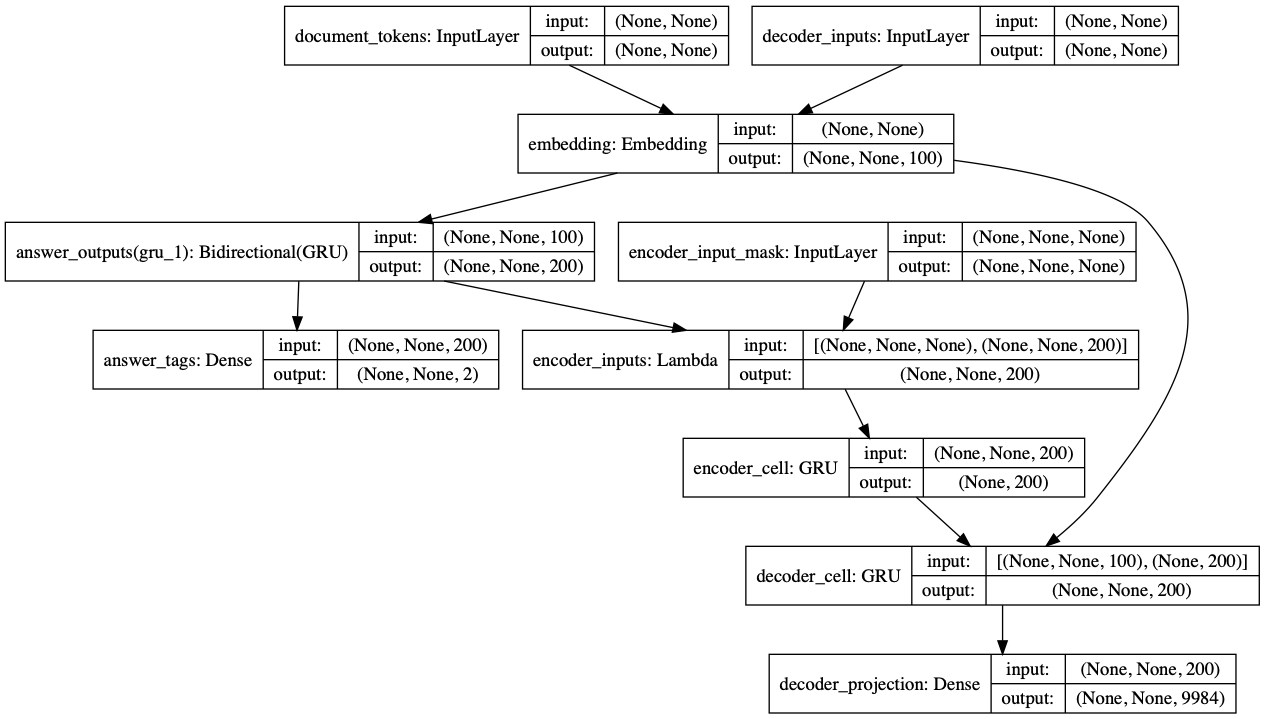 document_tokens: InputLayer
input:
(None, None)
output:
(None, None)
decoder_inputs: InputLayer
input:
(None, None)
output:
(None, None)
embedding: Embedding
input:
(None, None)
output:
(None, None, 100)
answer_outputs(gru_1): Bidirectional(GRU)
input:
(None, None, 100)
output:
(None, None, 200)
encoder_input_mask: InputLayer
input:
(None, None, None)
output:
(None, None, None)
answer_tags: Dense
input:
(None, None, 200)
output:
(None, None, 2)
encoder_inputs: Lambda
input:
[(None, None, None), (None, None, 200)]
output:
(None, None, 200)
encoder_cell: GRU
input:
(None, None, 200)
output:
(None, 200)
decoder_cell: GRU
input:
[(None, None, 100), (None, 200)]
output:
(None, None, 200)
decoder_projection: Dense
input:
(None, None, 200)
output:
(None, None, 9984)